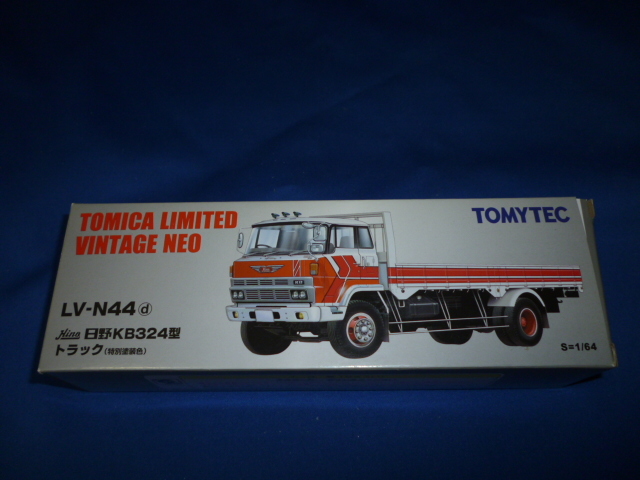 TOMICA LIMITED
VINTAGE NEO
TOMYTEC
LV-N44 ⓓ
Hino 日野KB324型
トラック(特別塗装色)
S=1/64